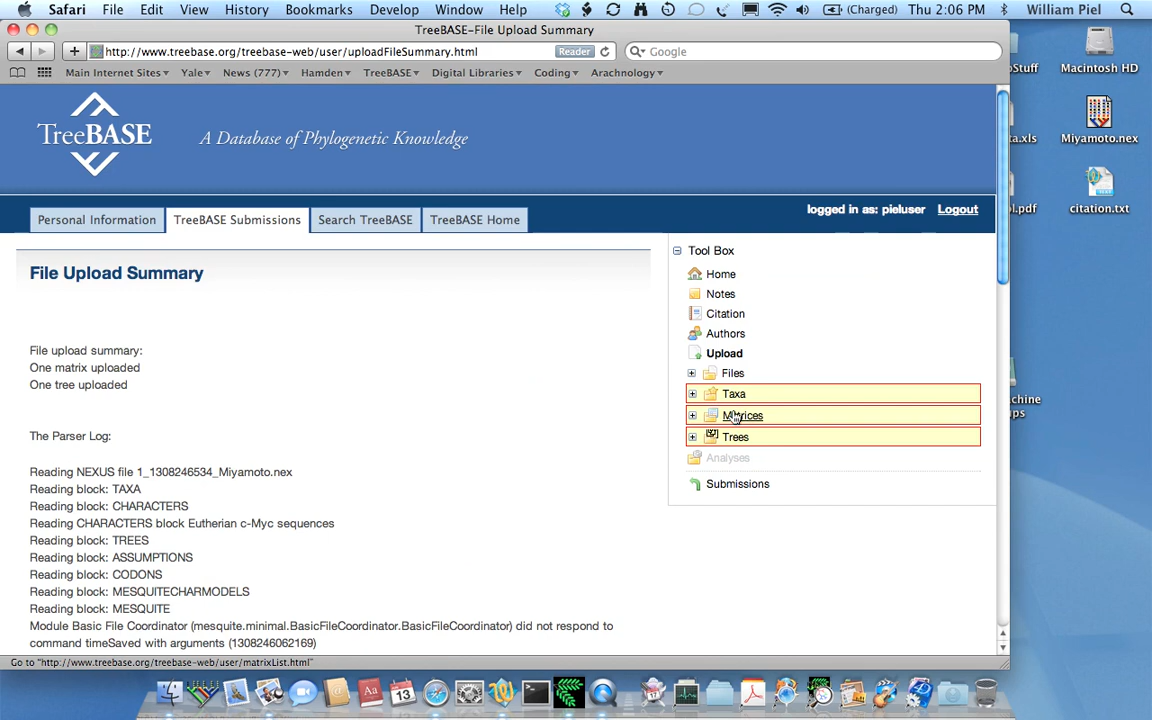 Safari File Edit View History Bookmarks Develop Window Help (Charged) Thu 2:06 PM William Piel
TreeBASE-File Upload Summary
http://www.treebase.org/treebase-web/user/uploadFileSummary.html Reader Google
Main Internet Sites Yale News (777) Hamden TreeBASE Digital Libraries Coding Arachnology
Macintosh HD
Miyamoto.nex
citation.txt
TreeBASE A Database of Phylogenetic Knowledge
Personal Information TreeBASE Submissions Search TreeBASE TreeBASE Home logged in as: pieluser Logout
File Upload Summary
File upload summary:
One matrix uploaded
One tree uploaded
The Parser Log:
Reading NEXUS file 1_1308246534_Miyamoto.nex
Reading block: TAXA
Reading block: CHARACTERS
Reading CHARACTERS block Eutherian c-Myc sequences
Reading block: TREES
Reading block: ASSUMPTIONS
Reading block: CODONS
Reading block: MESQUITECHARMODELS
Reading block: MESQUITE
Module Basic File Coordinator (mesquite.minimal.BasicFileCoordinator.BasicFileCoordinator) did not respond to
command timeSaved with arguments (1308246062169)
Tool Box
Home
Notes
Citation
Authors
Upload
Files
Taxa
Matrices
Trees
Analyses
Submissions
Go to "http://www.treebase.org/treebase-web/user/matrixList.html"